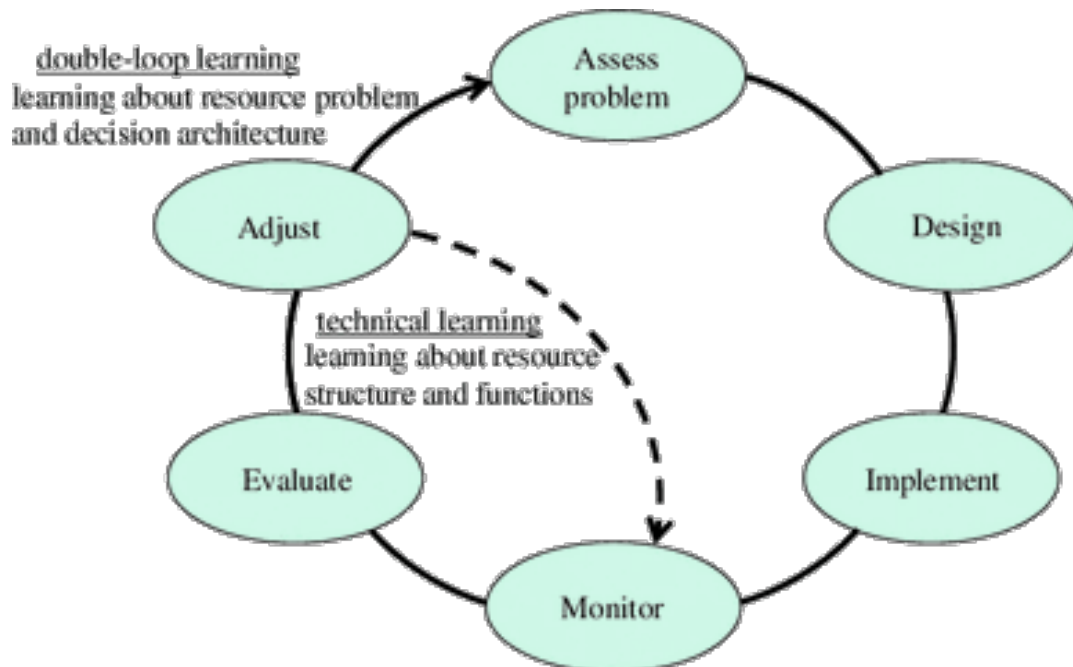 double-loop learning
learning about resource problem
and decision architecture
Assess
problem
Adjust
Design
technical learning
learning about resource
structure and functions
Evaluate
Implement
Monitor